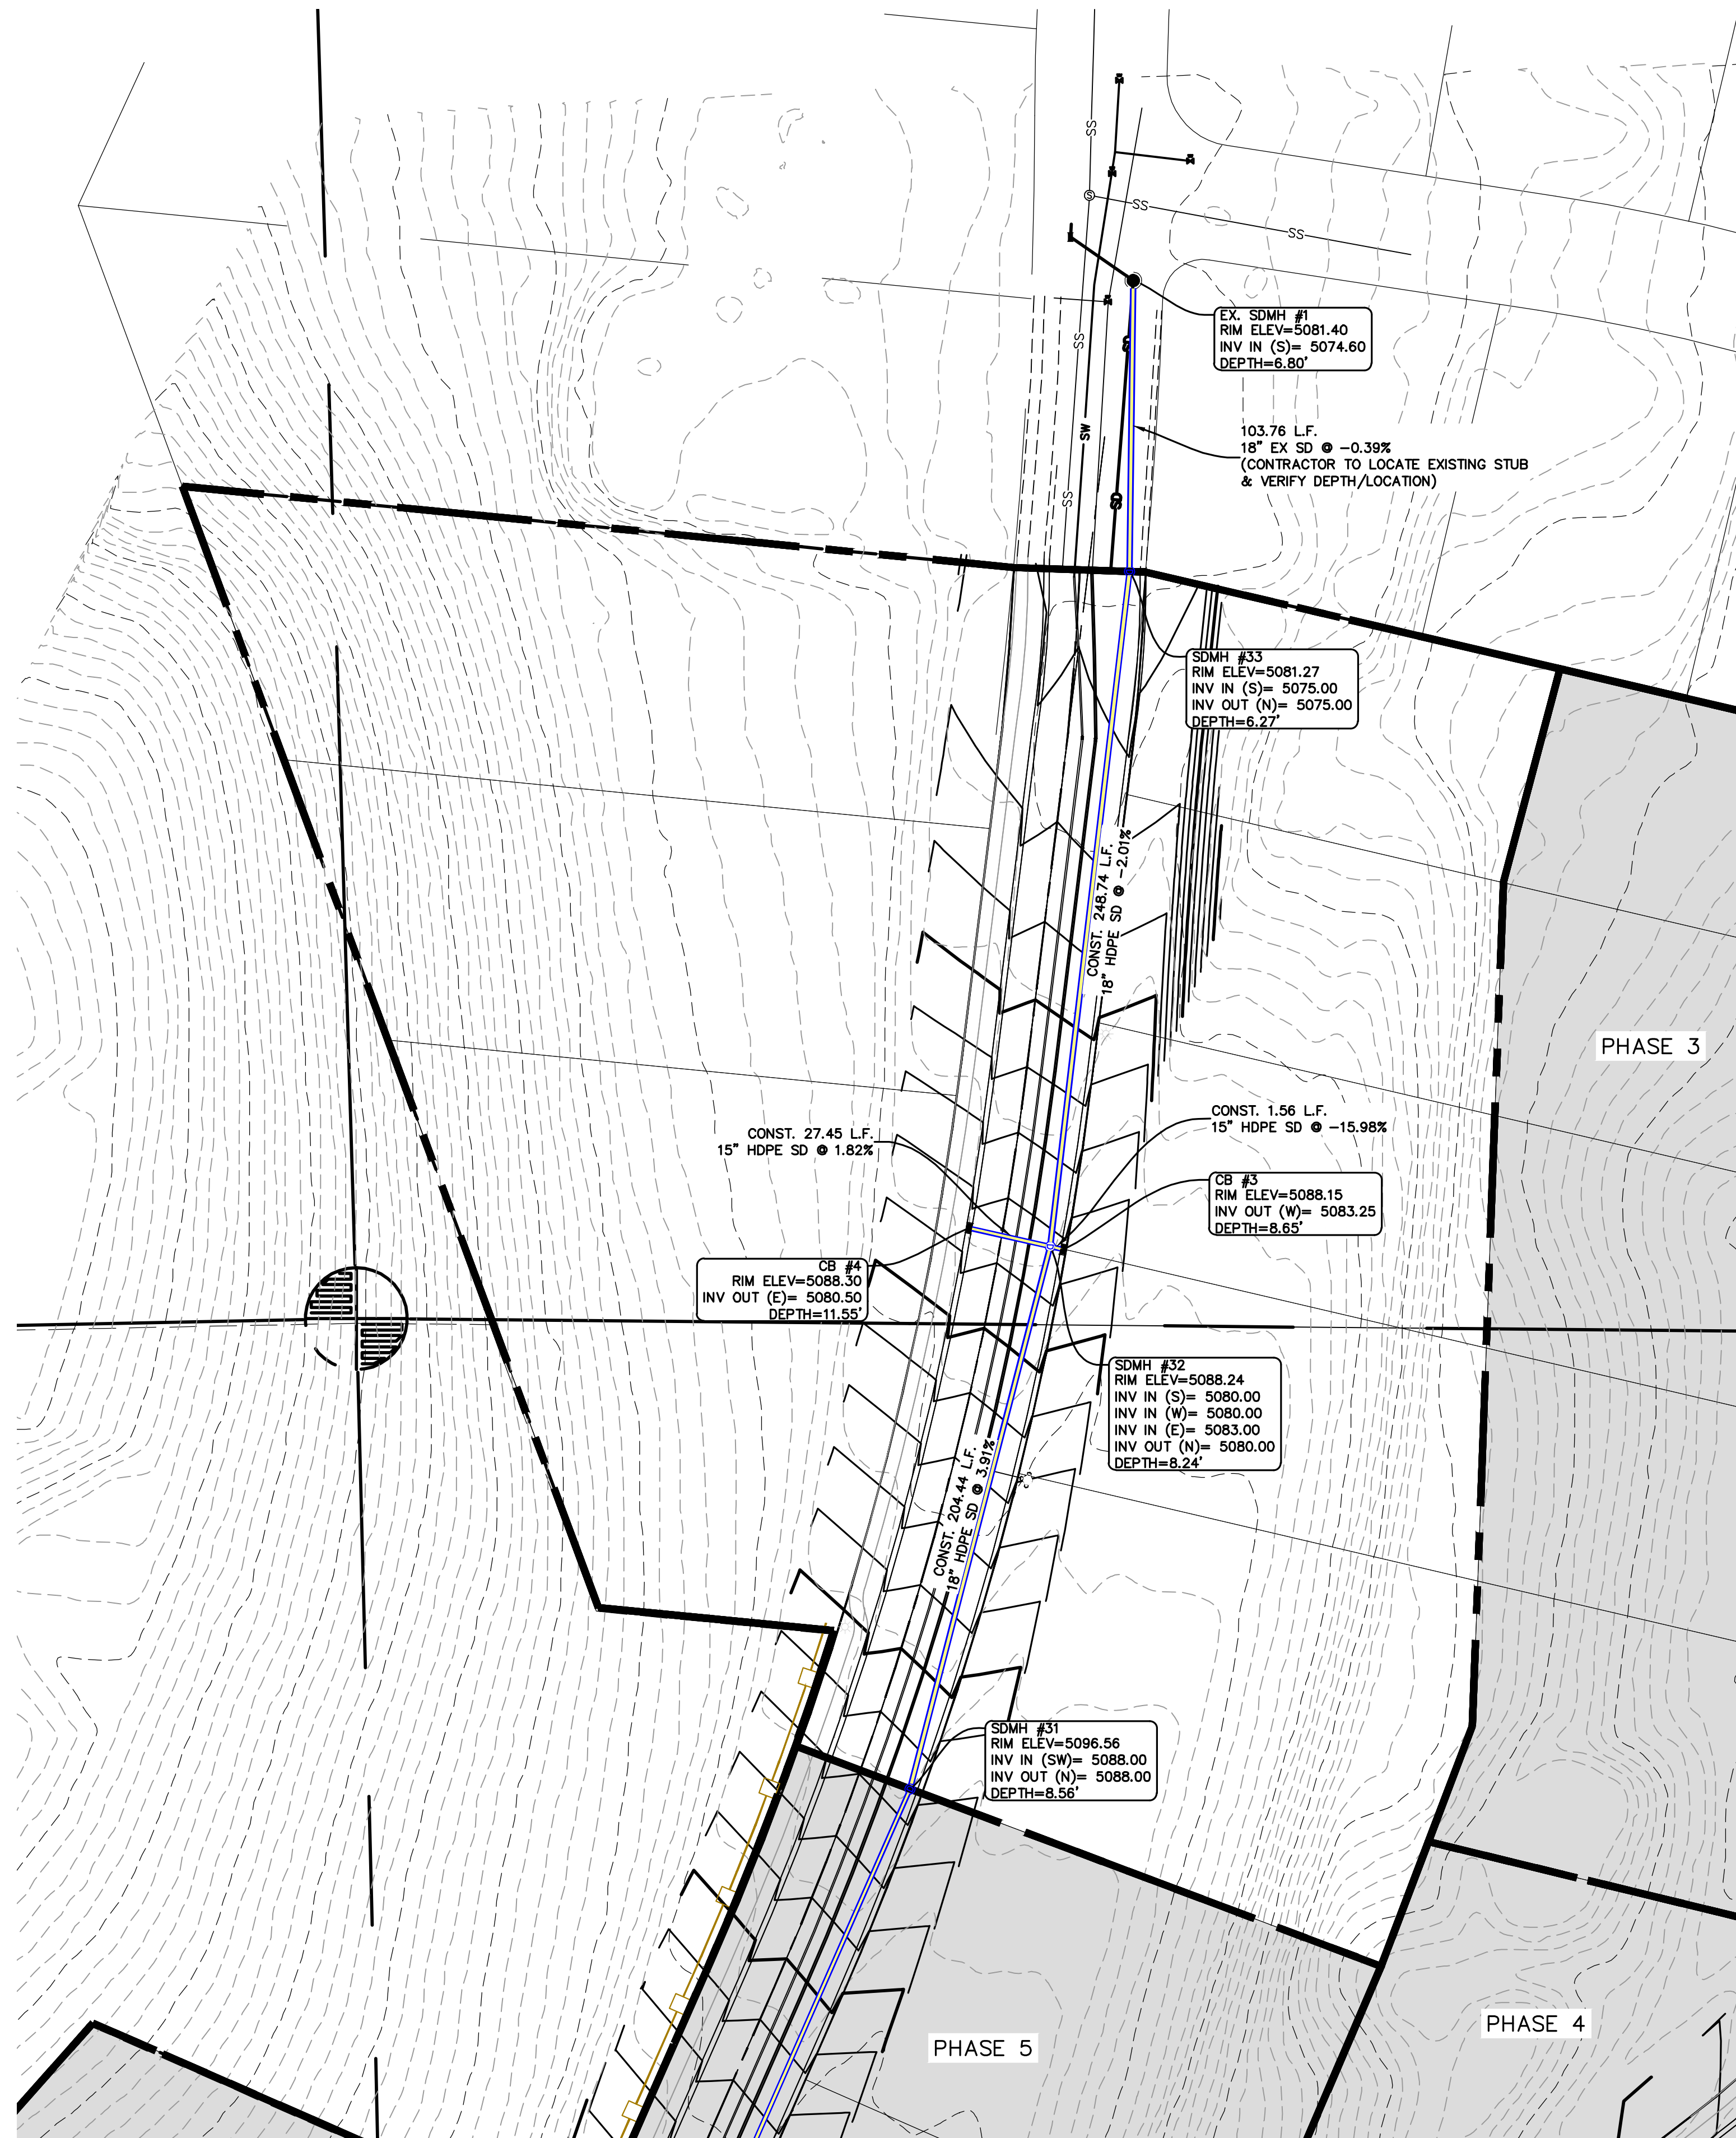 SS
SS
SS
EX. SDMH #1
RIM ELEV=5081.40
INV IN (S)= 5074.60
DEPTH=6.80'
SS
SD
SW
103.76 L.F.
18" EX SD @ -0.39%
(CONTRACTOR TO LOCATE EXISTING STUB
& VERIFY DEPTH/LOCATION)
SS
SD
SDMH #33
RIM ELEV=5081.27
INV IN (S)= 5075.00
INV OUT (N)= 5075.00
DEPTH=6.27'
CONST. 248.74 L.F.
18" HDPE SD @ -2.01%
PHASE 3
CONST. 27.45 L.F.
15" HDPE SD @ 1.82%
CONST. 1.56 L.F.
15" HDPE SD @ -15.98%
CB #3
RIM ELEV=5088.15
INV OUT (W)= 5083.25
DEPTH=8.65'
CB #4
RIM ELEV=5088.30
INV OUT (E)= 5080.50
DEPTH=11.55'
SDMH #32
RIM ELEV=5088.24
INV IN (S)= 5080.00
INV IN (W)= 5080.00
INV IN (E)= 5083.00
INV OUT (N)= 5080.00
DEPTH=8.24'
CONST. 204.44 L.F.
18" HDPE SD @ 3.91%
SDMH #31
RIM ELEV=5096.56
INV IN (SW)= 5088.00
INV OUT (N)= 5088.00
DEPTH=8.56'
PHASE 4
PHASE 5